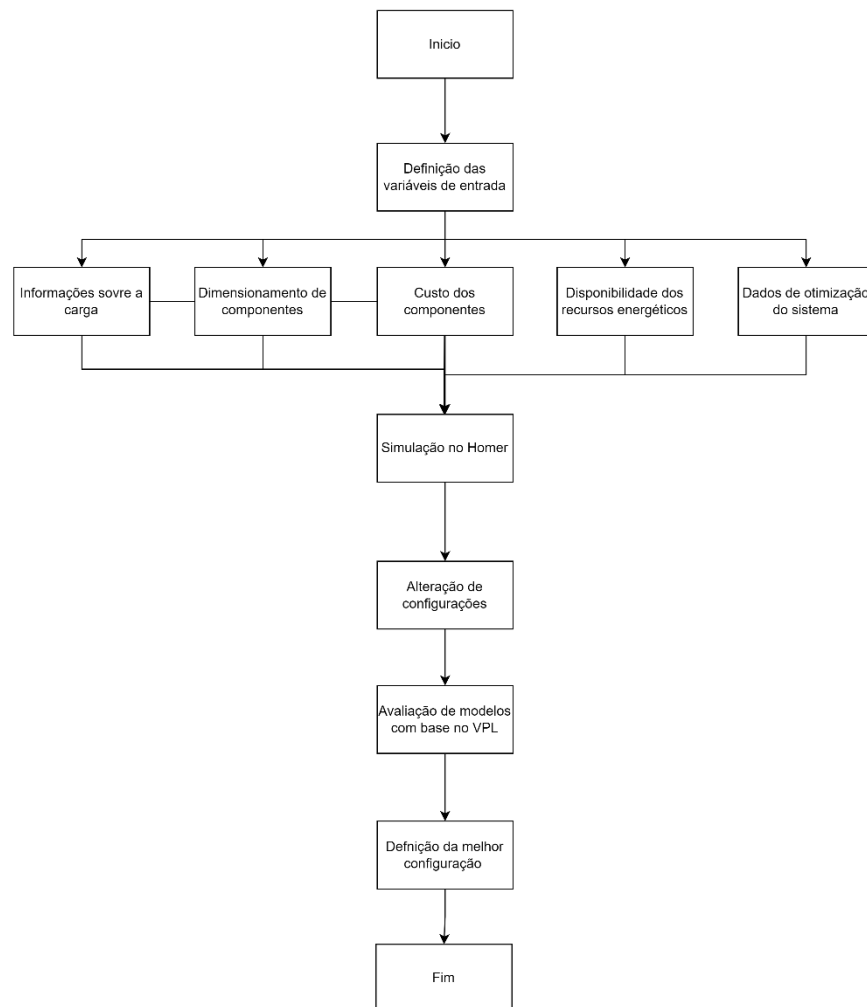 Inicio
Definição das
variáveis de entrada
Informações sovre a
carga
Dimensionamento de
componentes
Custo dos
componentes
Disponibilidade dos
recursos energéticos
Dados de otimização
do sistema
Simulação no Homer
Alteração de
configurações
Avaliação de modelos
com base no VPL
Defnição da melhor
configuração
Fim